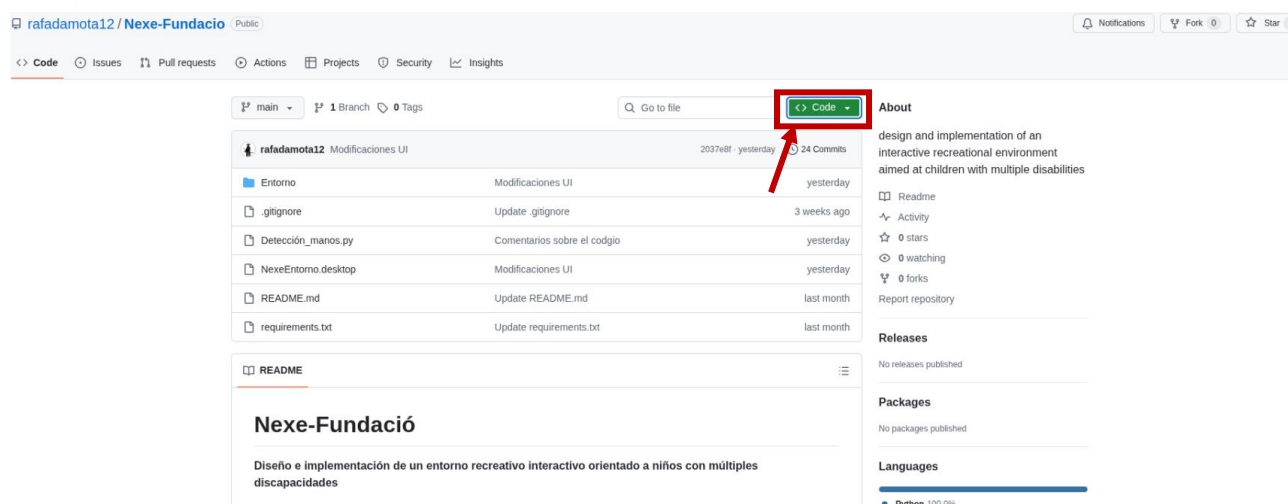 rafadamota12 / Nexe-Fundacio Public
Notifications Fork 0 Star
Code Issues Pull requests Actions Projects Security Insights
main 1 Branch 0 Tags Go to file Code
rafadamota12 Modificaciones UI 2037e8f · yesterday 24 Commits
Entorno Modificaciones UI yesterday
.gitignore Update .gitignore 3 weeks ago
Detección_manos.py Comentarios sobre el codgio yesterday
NexeEntorno.desktop Modificaciones UI yesterday
README.md Update README.md last month
requirements.txt Update requirements.txt last month
README
Nexe-Fundació
Diseño e implementación de un entorno recreativo interactivo orientado a niños con múltiples
discapacidades
About
design and implementation of an
interactive recreational environment
aimed at children with multiple disabilities
Readme
Activity
0 stars
0 watching
0 forks
Report repository
Releases
No releases published
Packages
No packages published
Languages
Python 100.0%